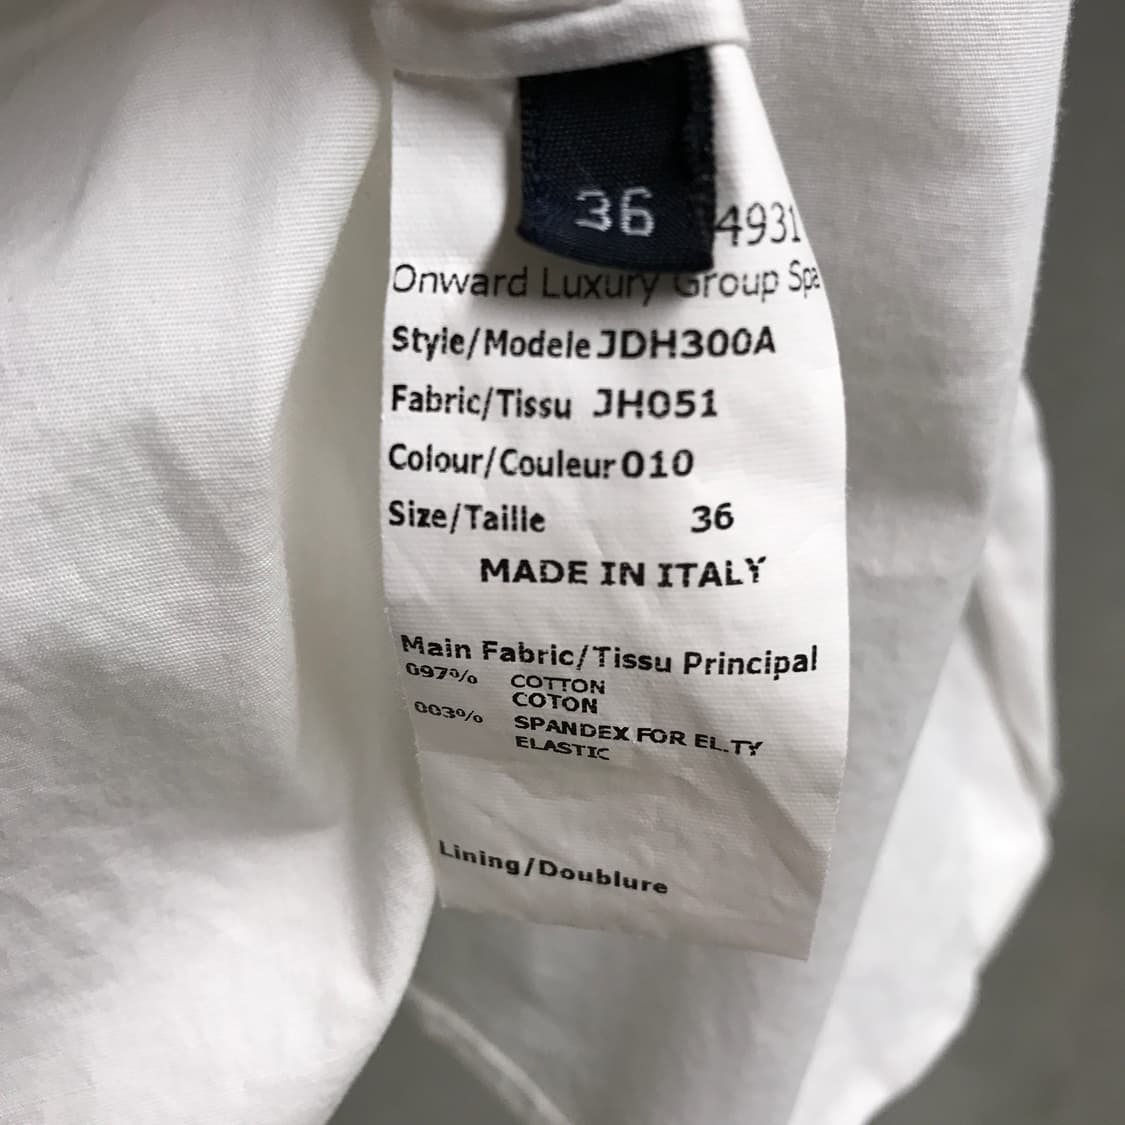 36
4931
Onward Luxury Group Spa
Style/Modele JDH300A
Fabric/Tissu JH051
Colour/Couleur 010
Size/Taille 36
MADE IN ITALY
Main Fabric/Tissu Principal
097% COTTON
COTON
003% SPANDEX FOR EL.TY
ELASTIC
Lining/Doublure